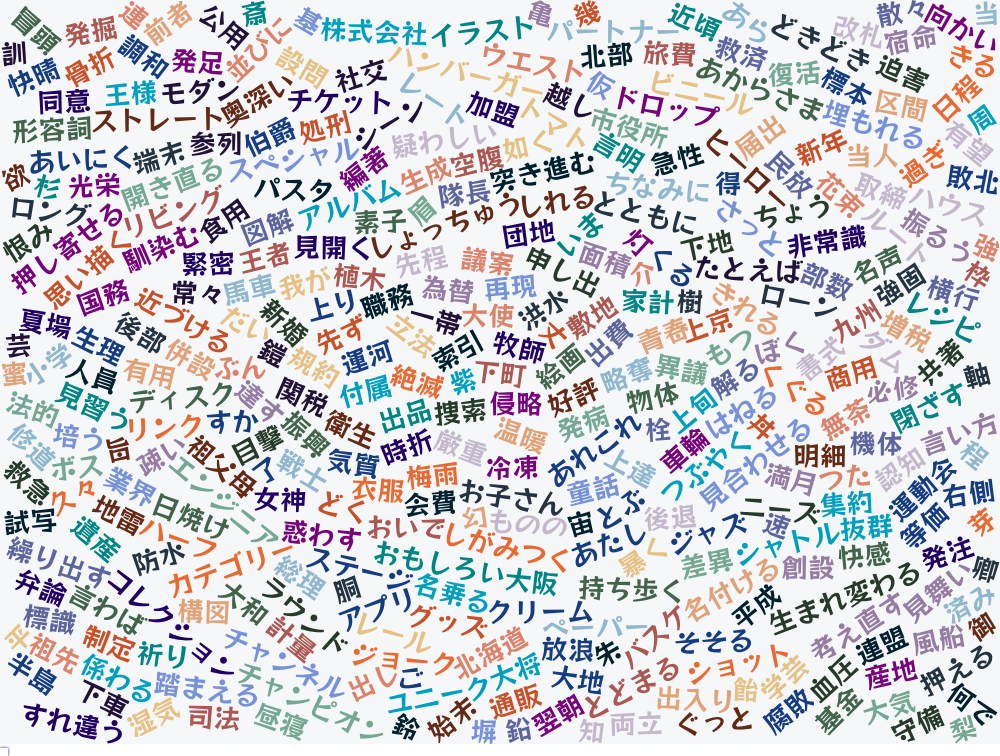 冒頭
発掘
違
前者
公用
斎
並びに
基
株式会社
イラスト
亀
パートナー
幾
近頃
あら
どきどき
改札
散々
宿命
向かい
当
訓
快晴
骨折
調和
発足
設問
社交
ハンバーガー
ウエスト
北部
旅費
仮
救済
ビニール
あからさま
復活
標本
迫害
きる
日程
同意
王様
モダン
奥深い
チケット
シーン
加盟
越し
ドロップ
市役所
トマト
埋もれる
区間
周
有望
形容詞
ストレート
参列
伯爵
処刑
疑わしい
如く
言明
急性
ヒーロー
届出
民放
新年
当人
過ぎ
敗北
欲
あいにく
端末
スペシャル
編著
生成
空腹
突き進む
ちなみに
得
花束
取締
ハウス
だ
光栄
開き直る
パスタ
アルバム
隊長
しょっちゅう
しれる
とともに
さっと
ちょう
振るう
強
ロング
恨み
押し寄せる
リビング
食用
図解
素子
団地
灯
下地
非常識
名声
枠
思い描く
馴染む
緊密
王者
見開く
先程
議案
申し出
面積
介
くる
たとえば
部数
強固
横行
国務
常々
馬車
我が
植木
為替
再現
洪水
家計
樹
きれる
ローン
九州
レシピ
夏場
近づける
だい
新婚
上り
職務
一帯
大使
敷地
青春
上京
増税
芸
生理
後部
併設
ぶん
鎧
先ず
立法
索引
牧師
絵画
出費
異議
もつ
ぼく
書式
ダム
共著
蜜
人員
有用
規約
運河
絶滅
紫
下町
略奪
解る
くぐる
商用
必修
軸
法的
見習う
ディスク
達す
関税
付属
出品
捜索
侵略
好評
物体
上旬
はねる
丼
無茶
閉ざす
修道
培う
旨
リンク
すか
振興
衛生
時折
厳重
温暖
発病
栓
車輪
つぶやく
見合わせる
明細
機体
言い方
救急
ボス
疎い
祖父母
目撃
戦士
気質
梅雨
冷凍
あれこれ
上達
満月
つた
認知
運動会
右側
試写
業界
エンジニア
女神
どく
衣服
会費
お子さん
童話
とぶ
ニーズ
集約
等価
芽
地雷
日焼け
惑わす
おいで
幻
ものの
宙
後退
ジャズ
速
シャトル
抜群
遺産
ハーフ
しがみつく
あたし
暴く
差異
創設
快感
発注
卿
繰り出す
防水
カテゴリー
ステージ
おもしろい
大阪
持ち歩く
名付ける
生まれ変わる
見舞い
弁論
言わば
コレクション
総理
胴
名乗る
クリーム
平成
済み
標識
構図
大和
ラウンド
アプリ
グッズ
ペーパー
バスケ
そそる
考え直す
連盟
風船
御
祖先
制定
祈り
チャンネル
計量
レール
ジョーク
北海道
放浪
朱
ショット
血圧
産地
押える
半島
係わる
踏まえる
チャンピオン
出し
ご
ユニーク
大将
大地
とどまる
出入り
飴
学芸
基金
大気
何で
下車
すれ違う
湿気
司法
昼寝
鈴
始末
通販
塀
鉛
翌朝
知
両立
ぐっと
腐敗
守備
梨